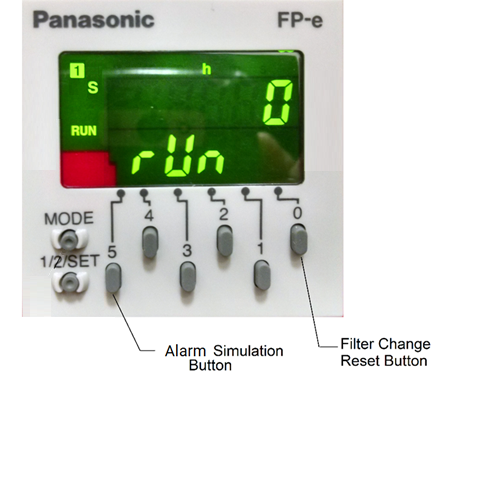 Panasonic FP-e
1 h
S 0
RUN
rUn
MODE 4 2 0
1/2/SET 5 3 1
Alarm Simulation
Button
Filter Change
Reset Button